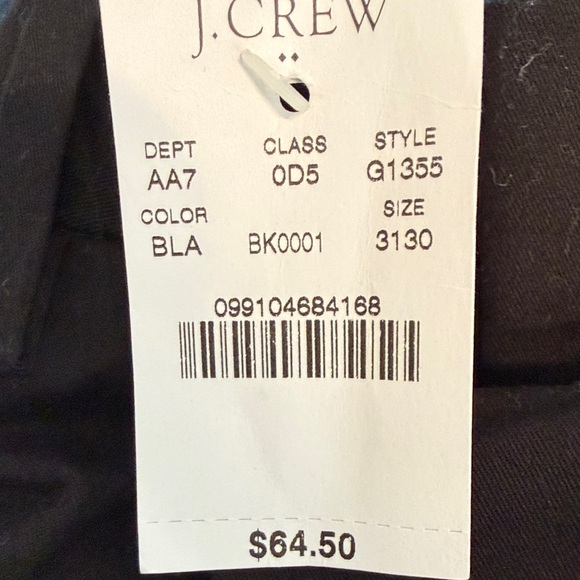 J.CREW
DEPT CLASS STYLE
AA7 0D5 G1355
COLOR SIZE
BLA BK0001 3130
099104684168
$64.50